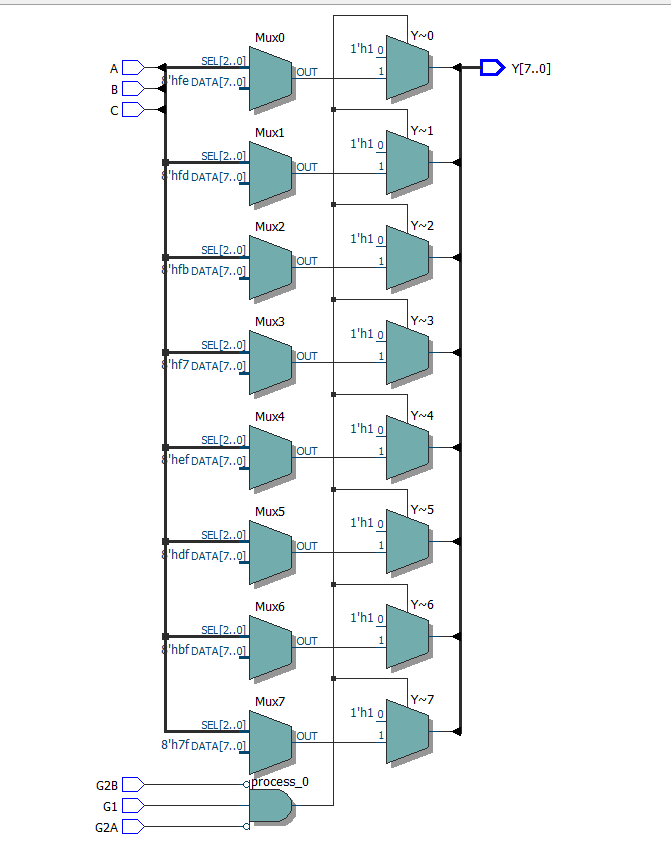 Mux0 Y~0
A SEL[2..0] 1'h1 0 Y[7..0]
B 8'hfe DATA[7..0] OUT 1
C
Mux1 Y~1
SEL[2..0] 1'h1 0
8'hfd DATA[7..0] OUT 1
Mux2 Y~2
SEL[2..0] 1'h1 0
8'hfb DATA[7..0] OUT 1
Mux3 Y~3
SEL[2..0] 1'h1 0
8'hf7 DATA[7..0] OUT 1
Mux4 Y~4
SEL[2..0] 1'h1 0
8'hef DATA[7..0] OUT 1
Mux5 Y~5
SEL[2..0] 1'h1 0
8'hdf DATA[7..0] OUT 1
Mux6 Y~6
SEL[2..0] 1'h1 0
8'hbf DATA[7..0] OUT 1
Mux7 Y~7
SEL[2..0] 1'h1 0
8'h7f DATA[7..0] OUT 1
G2B process_0
G1
G2A